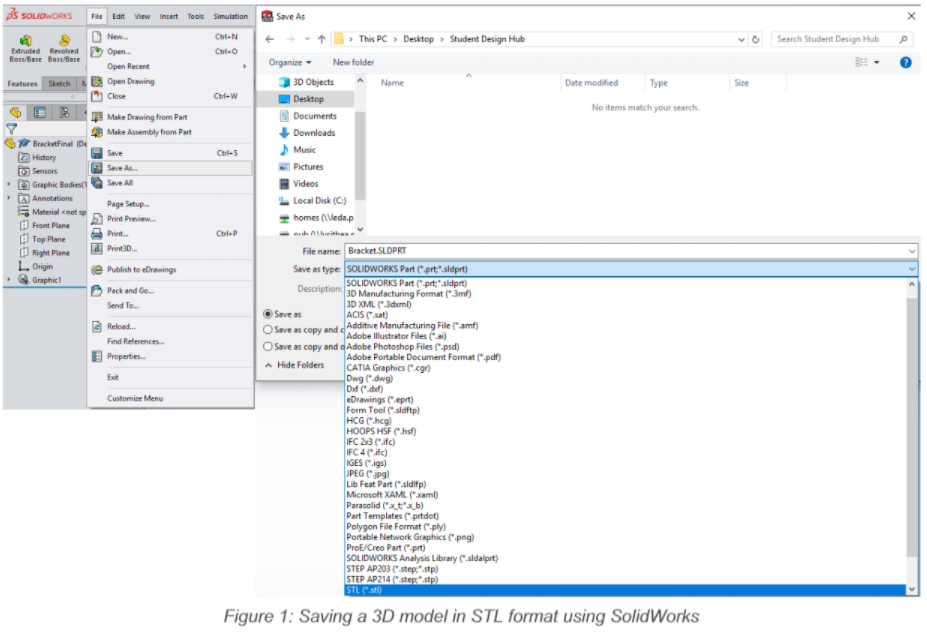 SOLIDWORKS
File Edit View Insert Tools Simulation
Extruded Boss/Base
Revolved Boss/Base
Features Sketch
BracketFinal
History
Sensors
Graphic Bodies(1
Annotations
Material <not sp
Front Plane
Top Plane
Right Plane
Origin
Graphic1
New... Ctrl+N
Open... Ctrl+O
Open Recent
Open Drawing
Close Ctrl+W
Make Drawing from Part
Make Assembly from Part
Save Ctrl+S
Save As...
Save All
Page Setup...
Print Preview...
Print... Ctrl+P
Print3D...
Publish to eDrawings
Pack and Go...
Send To...
Reload...
Find References...
Properties...
Exit
Customize Menu
Save As
This PC > Desktop > Student Design Hub
Search Student Design Hub
Organize New folder
Name Date modified Type Size
No items match your search.
3D Objects
Desktop
Documents
Downloads
Music
Pictures
Videos
Local Disk (C:)
homes (\\leda.p
File name: Bracket.SLDPRT
Save as type: SOLIDWORKS Part (*.prt;*.sldprt)
Description:
Save as
Save as copy and c
Save as copy and o
Hide Folders
SOLIDWORKS Part (*.prt;*.sldprt)
3D Manufacturing Format (*.3mf)
3D XML (*.3dxml)
ACIS (*.sat)
Additive Manufacturing File (*.amf)
Adobe Illustrator Files (*.ai)
Adobe Photoshop Files (*.psd)
Adobe Portable Document Format (*.pdf)
CATIA Graphics (*.cgr)
Dwg (*.dwg)
Dxf (*.dxf)
eDrawings (*.eprt)
Form Tool (*.sldftp)
HCG (*.hcg)
HOOPS HSF (*.hsf)
IFC 2x3 (*.ifc)
IFC 4 (*.ifc)
IGES (*.igs)
JPEG (*.jpg)
Lib Feat Part (*.sldlfp)
Microsoft XAML (*.xaml)
Parasolid (*.x_t;*.x_b)
Part Templates (*.prtdot)
Polygon File Format (*.ply)
Portable Network Graphics (*.png)
ProE/Creo Part (*.prt)
SOLIDWORKS Analysis Library (*.sldalprt)
STEP AP203 (*.step;*.stp)
STEP AP214 (*.step;*.stp)
STL (*.stl)
Figure 1: Saving a 3D model in STL format using SolidWorks